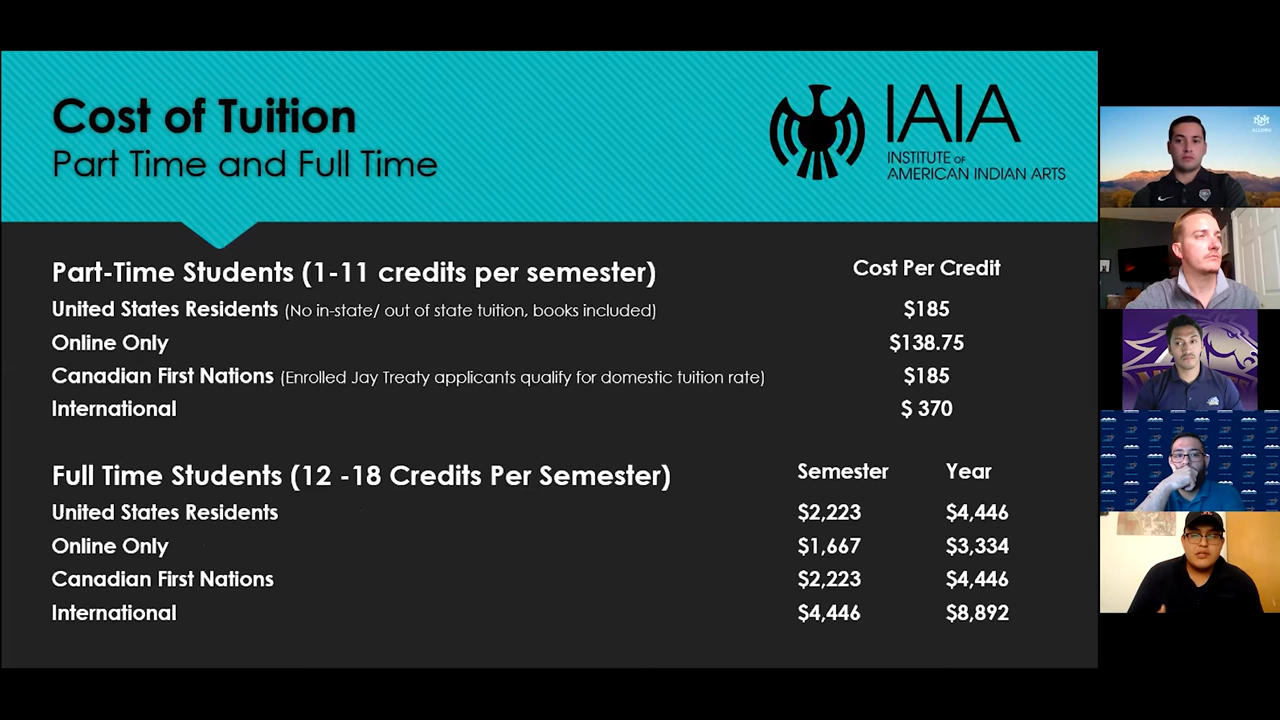 Cost of Tuition
Part Time and Full Time
IAIA
INSTITUTE OF
AMERICAN INDIAN ARTS
Part-Time Students (1-11 credits per semester) Cost Per Credit
United States Residents (No in-state/ out of state tuition, books included) $185
Online Only $138.75
Canadian First Nations (Enrolled Jay Treaty applicants qualify for domestic tuition rate) $185
International $ 370
Full Time Students (12 -18 Credits Per Semester) Semester Year
United States Residents $2,223 $4,446
Online Only $1,667 $3,334
Canadian First Nations $2,223 $4,446
International $4,446 $8,892
ALUMNI